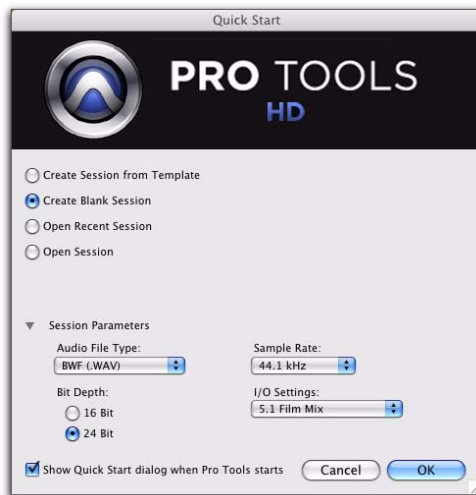 Quick Start
PRO TOOLS
HD
Create Session from Template
Create Blank Session
Open Recent Session
Open Session
Session Parameters
Audio File Type:
BWF (.WAV)
Sample Rate:
44.1 kHz
Bit Depth:
16 Bit
24 Bit
I/O Settings:
5.1 Film Mix
Show Quick Start dialog when Pro Tools starts
Cancel
OK